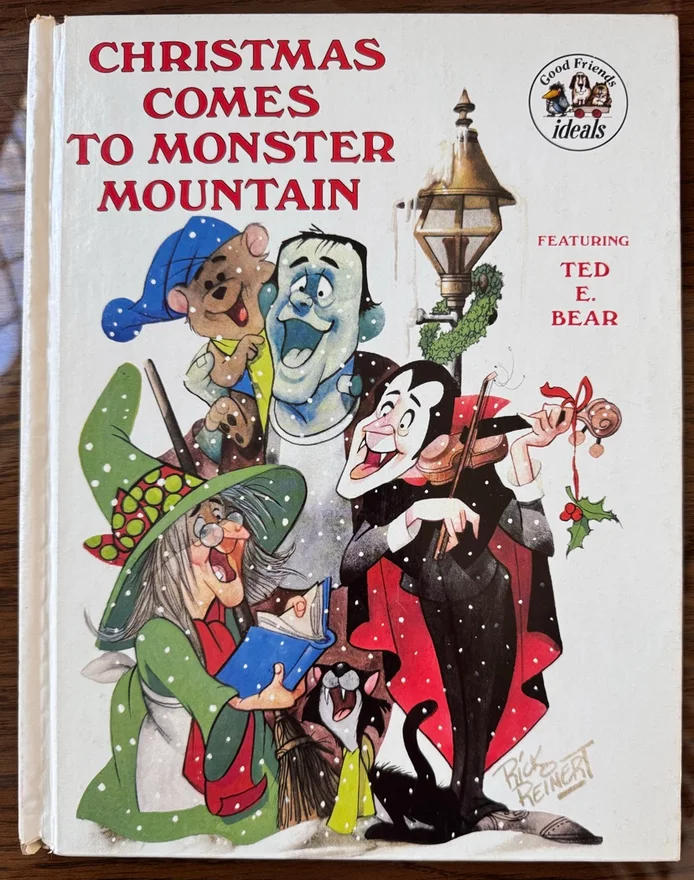 CHRISTMAS
COMES
TO MONSTER
MOUNTAIN
Good Friends
ideals
FEATURING
TED
E.
BEAR
RICK
REINERT